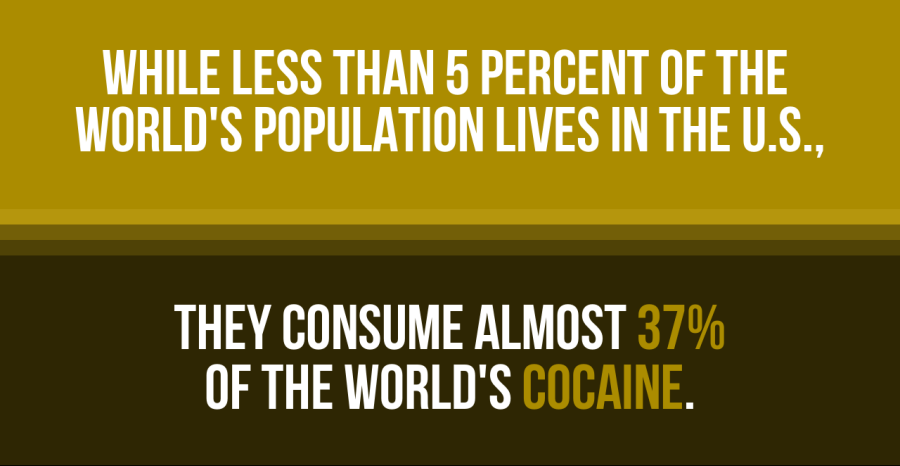 WHILE LESS THAN 5 PERCENT OF THE
WORLD'S POPULATION LIVES IN THE U.S.,
THEY CONSUME ALMOST 37%
OF THE WORLD'S COCAINE.